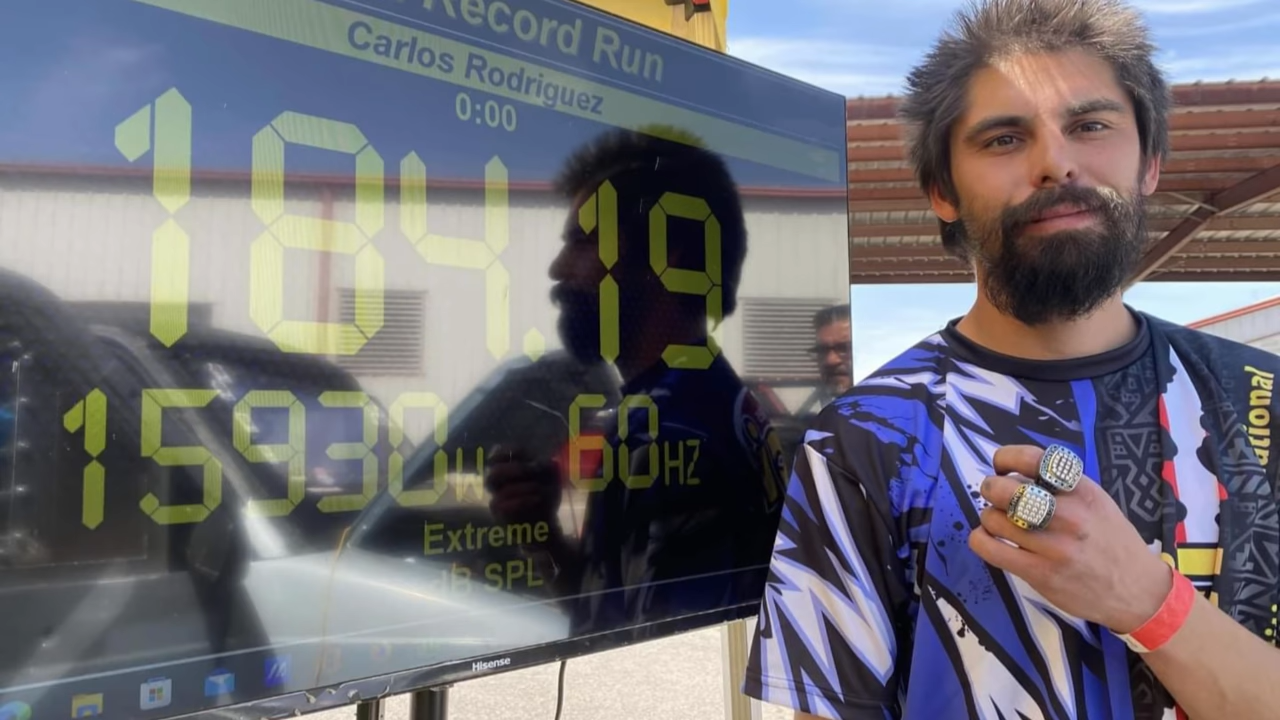 Record Run
Carlos Rodriguez
0:00
184.19
15930W 60HZ
Extreme
dB SPL
Hisense
ational